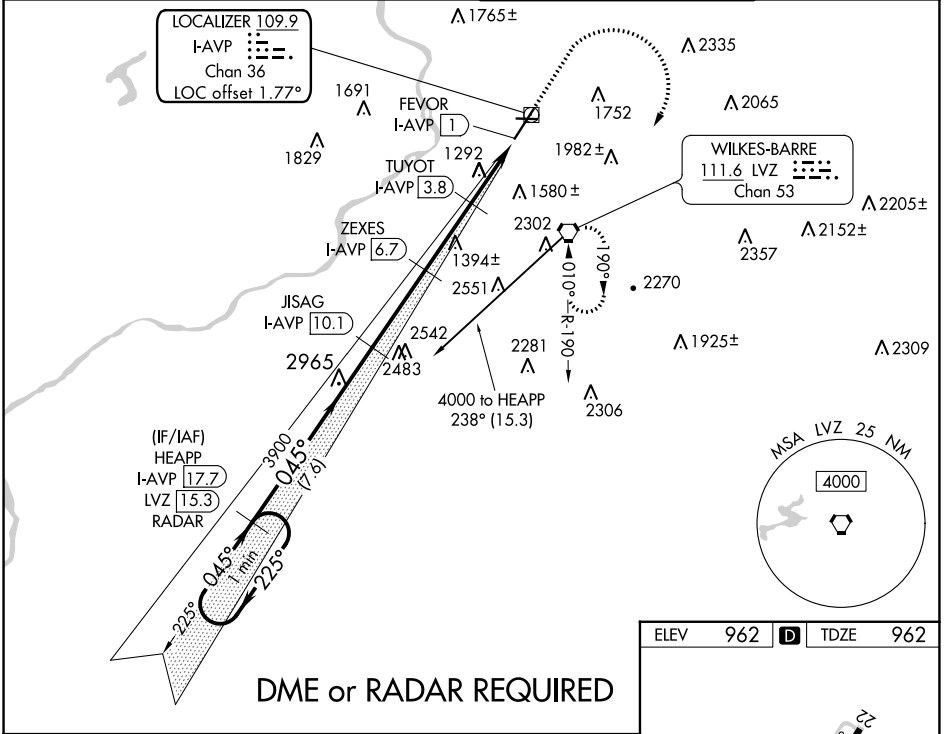 LOCALIZER 109.9
I-AVP
Chan 36
LOC offset 1.77°
1765±
2335
1691
FEVOR
I-AVP 1
1752
2065
1829
TUYOT
I-AVP 3.8
1292
1982±
WILKES-BARRE
111.6 LVZ
Chan 53
1580 ±
2205±
ZEXES
I-AVP 6.7
2302
2152±
1394±
2357
190°
010°
R-190
2551
2270
JISAG
I-AVP 10.1
2542
2483
2965
2281
1925±
2309
4000 to HEAPP
238° (15.3)
2306
(IF/IAF)
HEAPP
I-AVP 17.7
LVZ 15.3
RADAR
3900
045°
(7.6)
MSA LVZ 25 NM
4000
045°
1 min
225°
225°
ELEV 962 D TDZE 962
DME or RADAR REQUIRED
22